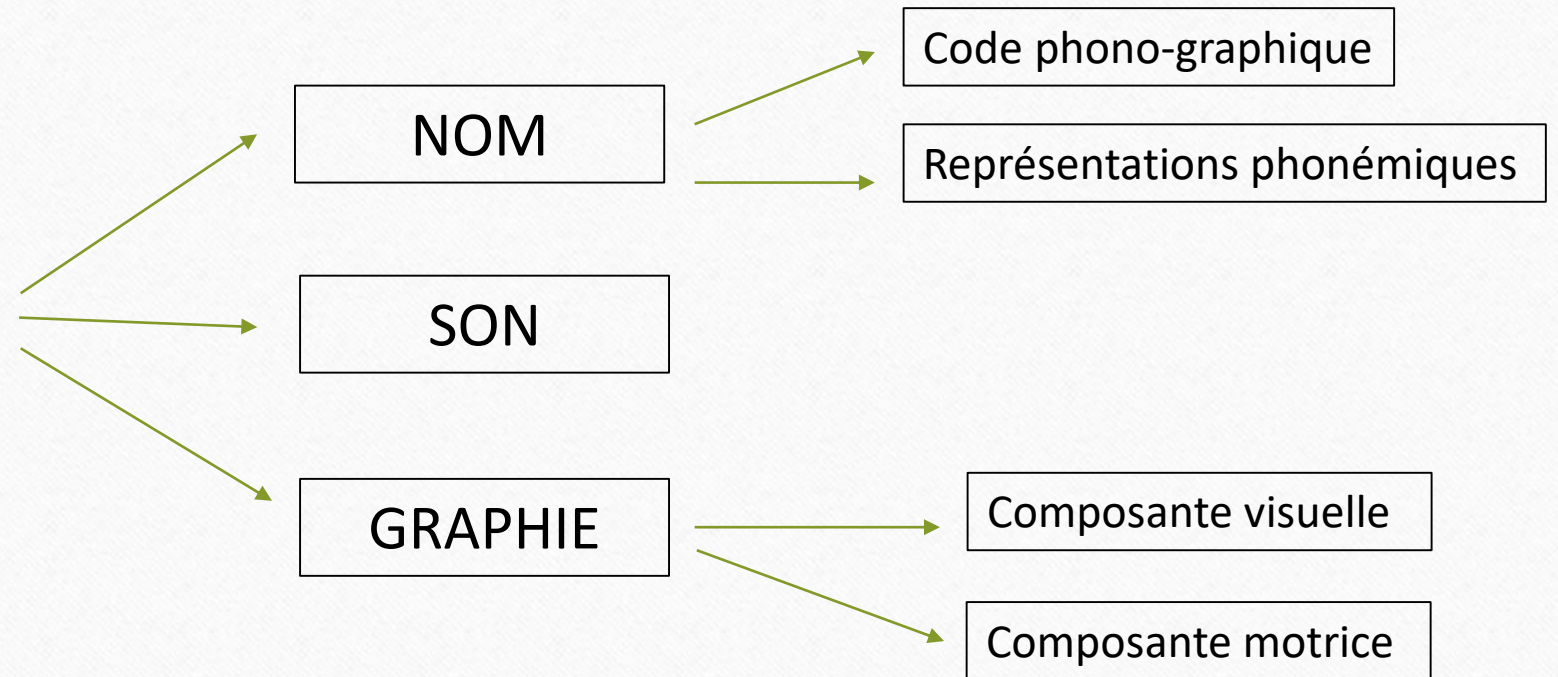 NOM
Code phono-graphique
Représentations phonémiques
SON
GRAPHIE
Composante visuelle
Composante motrice